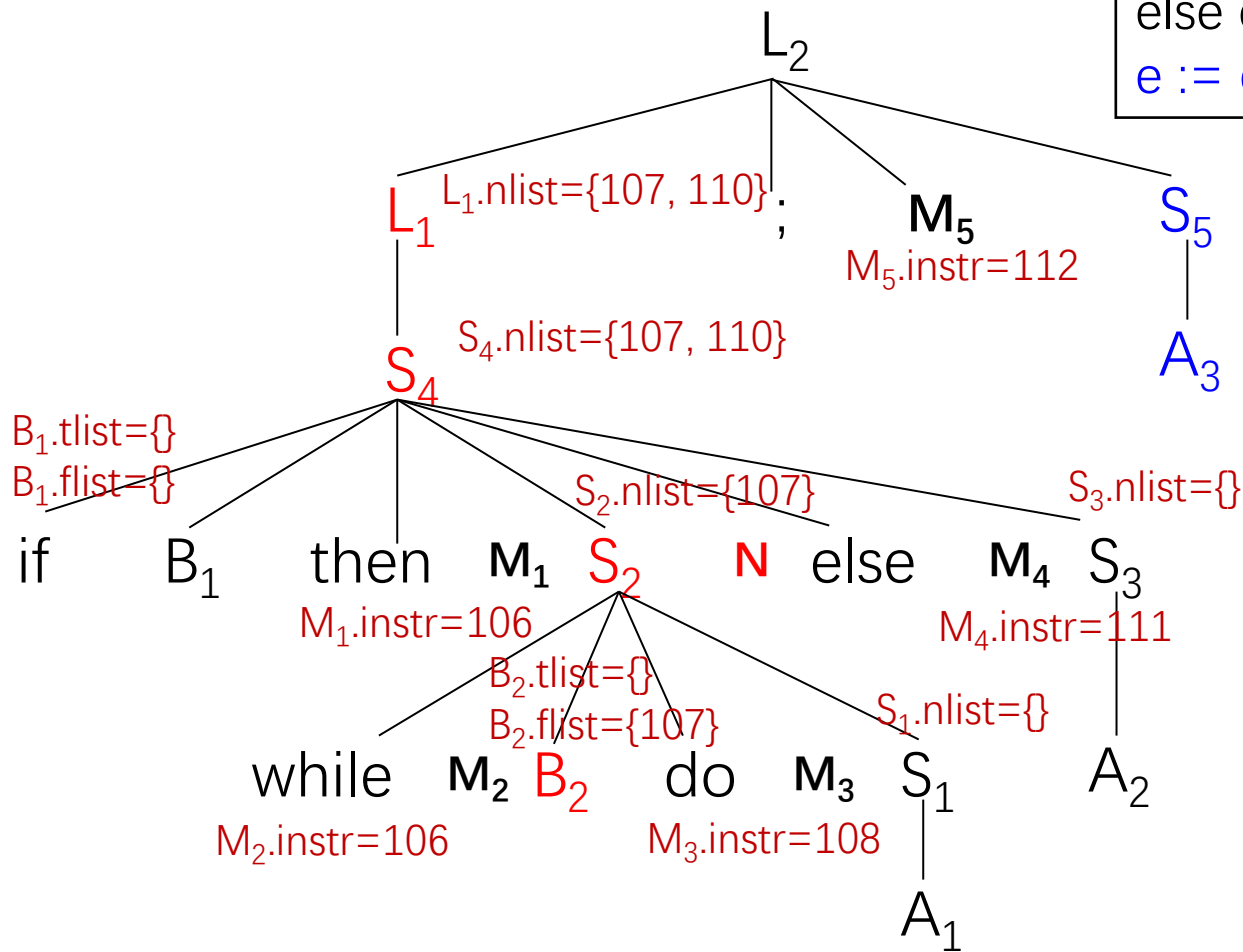 else
e :=
L₂
L₁ L₁.nlist={107, 110} ; M₅ S₅
M₅.instr=112
S₄.nlist={107, 110}
S₄ A₃
B₁.tlist={}
B₁.flist={} S₂.nlist={107} S₃.nlist={}
if B₁ then M₁ S₂ N else M₄ S₃
M₁.instr=106 M₄.instr=111
B₂.tlist={}
B₂.flist={107} S₁.nlist={}
while M₂ B₂ do M₃ S₁ A₂
M₂.instr=106 M₃.instr=108
A₁